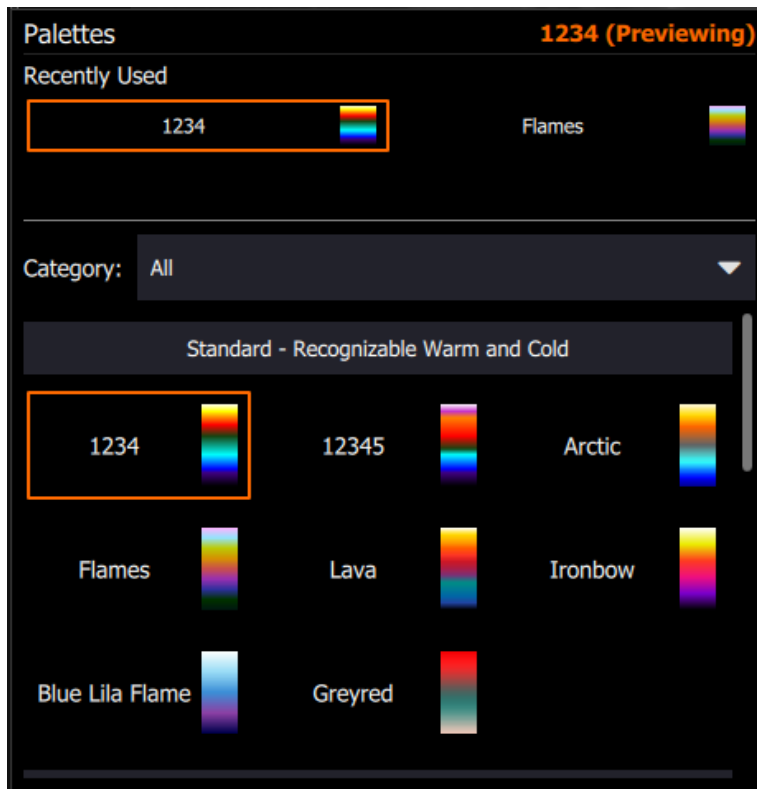 Palettes 1234 (Previewing)
Recently Used
1234 Flames
Category: All
Standard - Recognizable Warm and Cold
1234 12345 Arctic
Flames Lava Ironbow
Blue Lila Flame Greyred